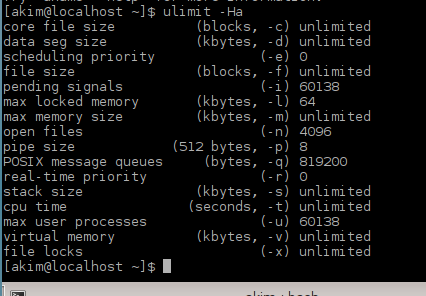 [akim@localhost ~]$ ulimit -Ha
core file size (blocks, -c) unlimited
data seg size (kbytes, -d) unlimited
scheduling priority (-e) 0
file size (blocks, -f) unlimited
pending signals (-i) 60138
max locked memory (kbytes, -l) 64
max memory size (kbytes, -m) unlimited
open files (-n) 4096
pipe size (512 bytes, -p) 8
POSIX message queues (bytes, -q) 819200
real-time priority (-r) 0
stack size (kbytes, -s) unlimited
cpu time (seconds, -t) unlimited
max user processes (-u) 60138
virtual memory (kbytes, -v) unlimited
file locks (-x) unlimited
[akim@localhost ~]$